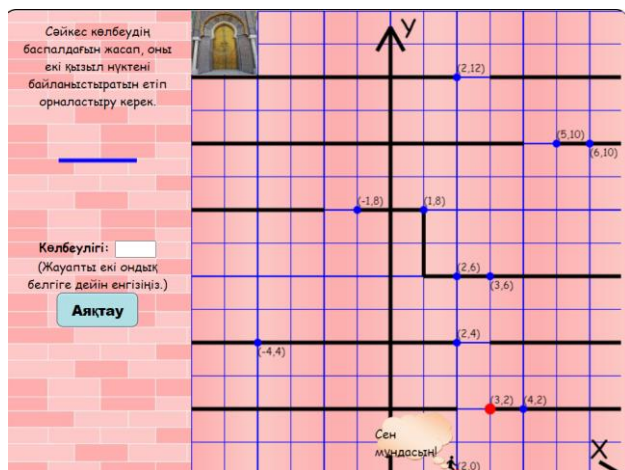 Сәйкес көлбеудің
баспалдағын жасап, оны
екі қызыл нүктені
байланыстыратын етіп
орналастыру керек.
Көлбеулігі:
(Жауапты екі ондық
белгіге дейін енгізіңіз.)
Аяқтау
y
(2,12)
(5,10)
(6,10)
(-1,8)
(1,8)
(2,6)
(3,6)
(2,4)
(-4,4)
(3,2)
(4,2)
Сен
мұндасың!
(2,0)
X